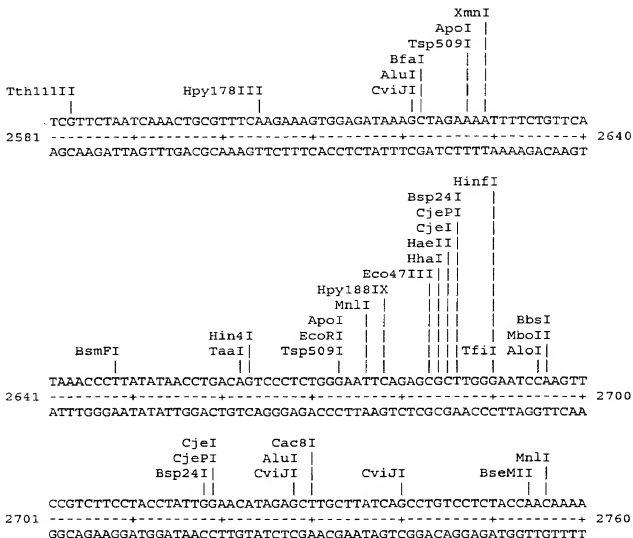 XmnI
ApoI
Tsp509I
BfaI
AluI
Tth111II Hpy178III CviJI
TCGTTCTAATCAAACTGCGTTTCAAGAAAGTGGAGATAAAGCTAGAAAATTTTCTGTTCA
2581 ---------+---------+---------+---------+---------+---------+ 2640
AGCAAGATTAGTTTGACGCAAAGTTCTTTCACCTCTATTTCGATCTTTTAAAAGACAAGT
HinfI
Bsp24I
CjePI
CjeI
HaeII
HhaI
Eco47III
Hpy188IX
MnlI
ApoI BbsI
Hin4I EcoRI MboII
BsmFI TaaI Tsp509I TfiI AloI
TAAACCCTTATATAACCTGACAGTCCCTCTGGGAATTCAGAGCGCTTGGGAATCCAAGTT
2641 ---------+---------+---------+---------+---------+---------+ 2700
ATTTGGGAATATATTGGACTGTCAGGGAGACCCTTAAGTCTCGCGAACCCTTAGGTTCAA
CjeI Cac8I
CjePI AluI MnlI
Bsp24I CviJI CviJI BseMII
CCGTCTTCCTACCTATTGGAACATAGAGCTTGCTTATCAGCCTGTCCTCTACCAACAAAA
2701 ---------+---------+---------+---------+---------+---------+ 2760
GGCAGAAGGATGGATAACCTTGTATCTCGAACGAATAGTCGGACAGGAGATGGTTGTTTT